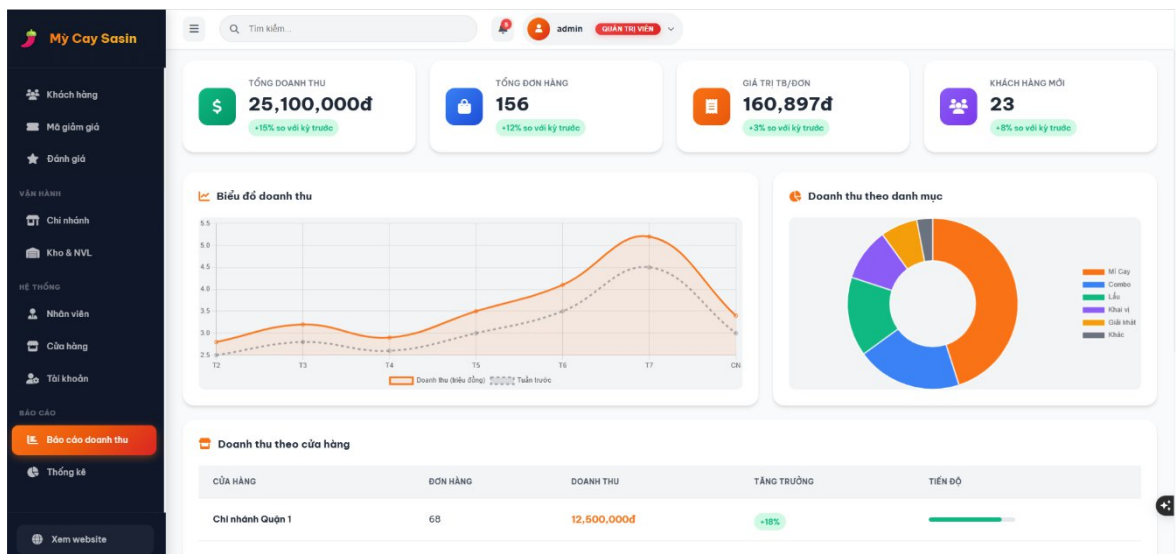 Mỳ Cay Sasin
Tìm kiếm...
5
admin
QUẢN TRỊ VIÊN
Khách hàng
Mã giảm giá
Đánh giá
VẬN HÀNH
Chi nhánh
Kho & NVL
HỆ THỐNG
Nhân viên
Cửa hàng
Tài khoản
BÁO CÁO
Báo cáo doanh thu
Thống kê
Xem website
TỔNG DOANH THU
25,100,000đ
+15% so với kỳ trước
TỔNG ĐƠN HÀNG
156
+12% so với kỳ trước
GIÁ TRỊ TB/ĐƠN
160,897đ
+3% so với kỳ trước
KHÁCH HÀNG MỚI
23
+8% so với kỳ trước
Biểu đồ doanh thu
5.5
5.0
4.5
4.0
3.5
3.0
2.5
T2 T3 T4 T5 T6 T7 CN
Doanh thu (triệu đồng) Tuần trước
Doanh thu theo danh mục
Mì Cay
Combo
Lẩu
Khai vị
Giải khát
Khác
Doanh thu theo cửa hàng
CỬA HÀNG ĐƠN HÀNG DOANH THU TĂNG TRƯỞNG TIẾN ĐỘ
Chi nhánh Quận 1 68 12,500,000đ +18%